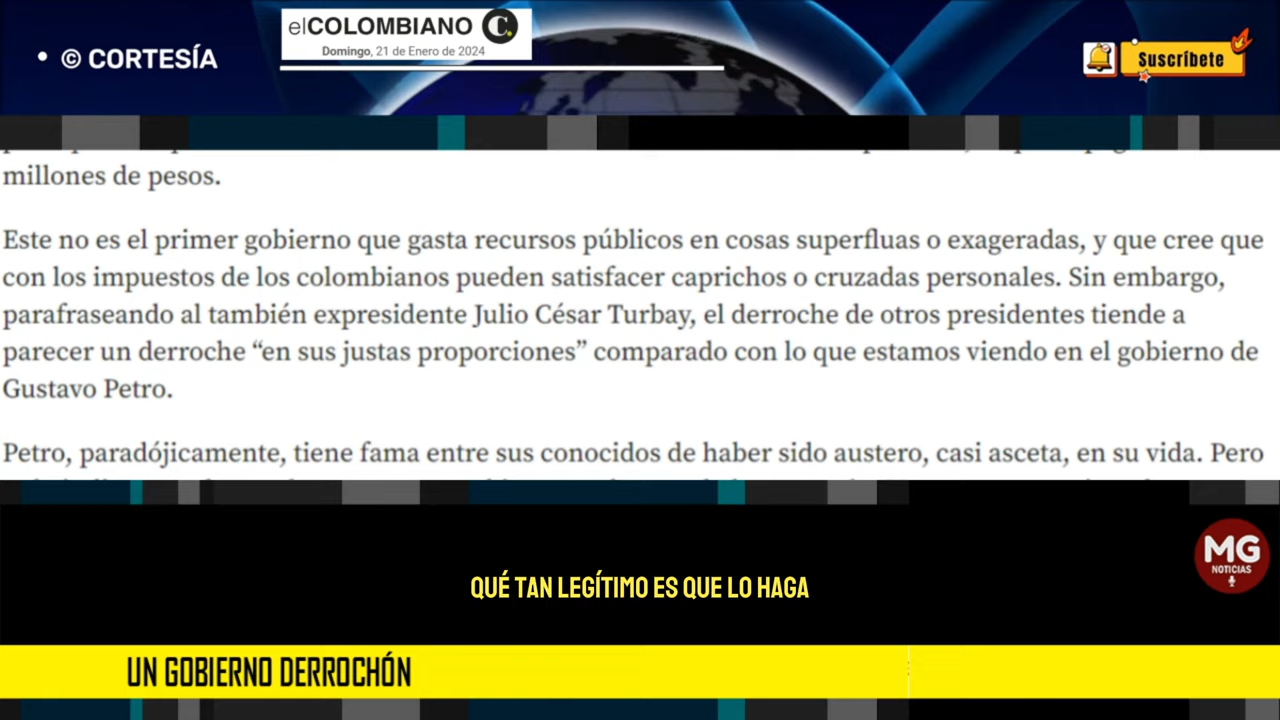 elCOLOMBIANO C.
Domingo, 21 de Enero de 2024
• © CORTESÍA
Suscríbete
millones de pesos.
Este no es el primer gobierno que gasta recursos públicos en cosas superfluas o exageradas, y que cree que
con los impuestos de los colombianos pueden satisfacer caprichos o cruzadas personales. Sin embargo,
parafraseando al también expresidente Julio César Turbay, el derroche de otros presidentes tiende a
parecer un derroche “en sus justas proporciones” comparado con lo que estamos viendo en el gobierno de
Gustavo Petro.
Petro, paradójicamente, tiene fama entre sus conocidos de haber sido austero, casi asceta, en su vida. Pero
MG
NOTICIAS
QUÉ TAN LEGÍTIMO ES QUE LO HAGA
UN GOBIERNO DERROCHÓN